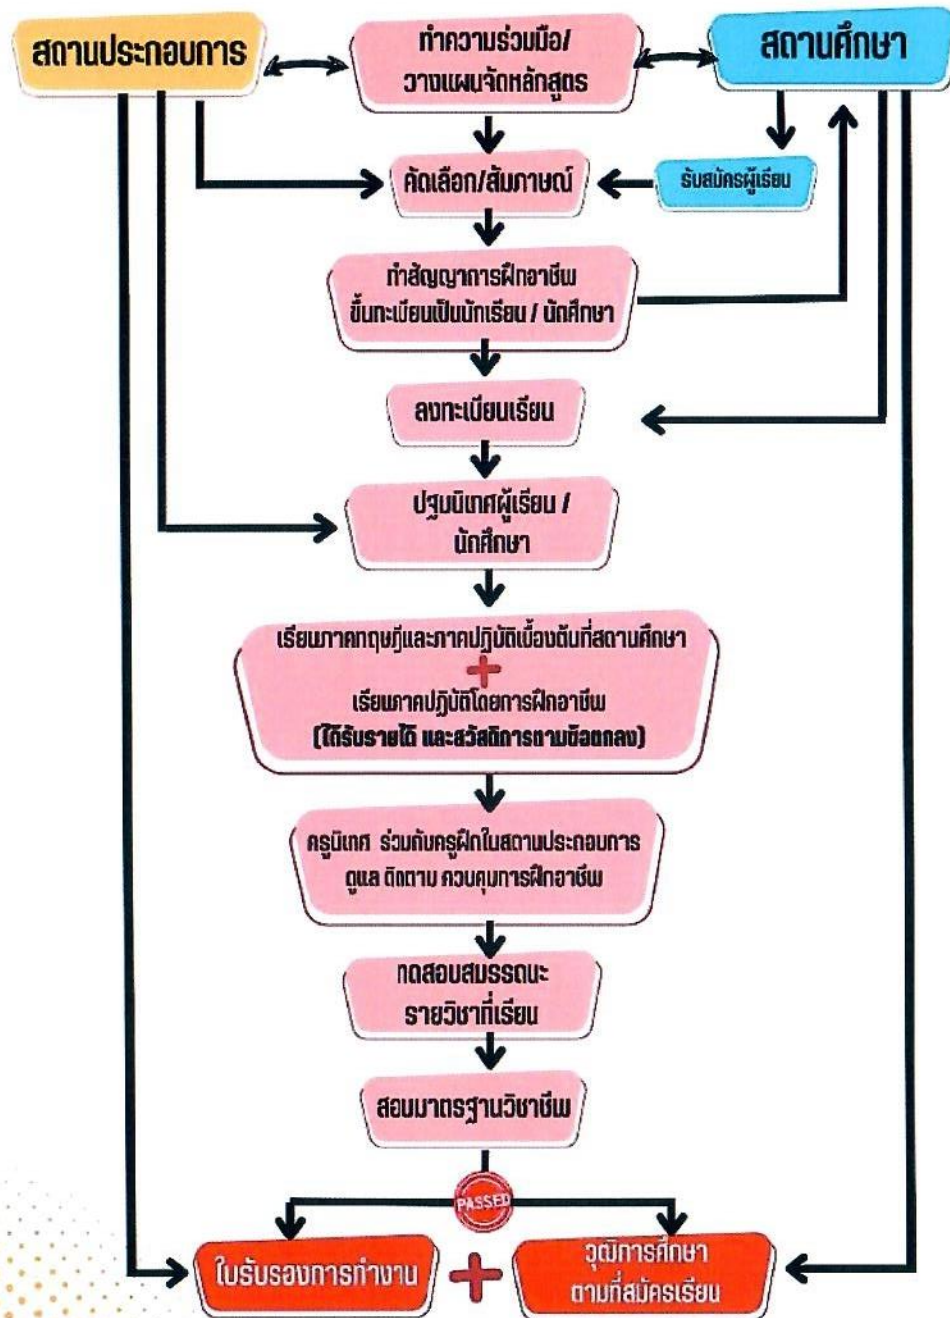 สถานประกอบการ
ทำความร่วมมือ/
วางแผนจัดหลักสูตร
สถานศึกษา
คัดเลือก/สัมภาษณ์
รับสมัครผู้เรียน
ทำสัญญาการฝึกอาชีพ
ขึ้นทะเบียนเป็นนักเรียน / นักศึกษา
ลงทะเบียนเรียน
ปฐมนิเทศผู้เรียน /
นักศึกษา
เรียนภาคทฤษฎีและภาคปฏิบัติเบื้องต้นที่สถานศึกษา
+
เรียนภาคปฏิบัติโดยการฝึกอาชีพ
(ได้รับรายได้ และสวัสดิการตามข้อตกลง)
ครูนิเทศ ร่วมกับครูฝึกในสถานประกอบการ
ดูแล ติดตาม ควบคุมการฝึกอาชีพ
ทดสอบสมรรถนะ
รายวิชาที่เรียน
สอบมาตรฐานวิชาชีพ
PASSED
ใบรับรองการทำงาน
+
วุฒิการศึกษา
ตามที่สมัครเรียน